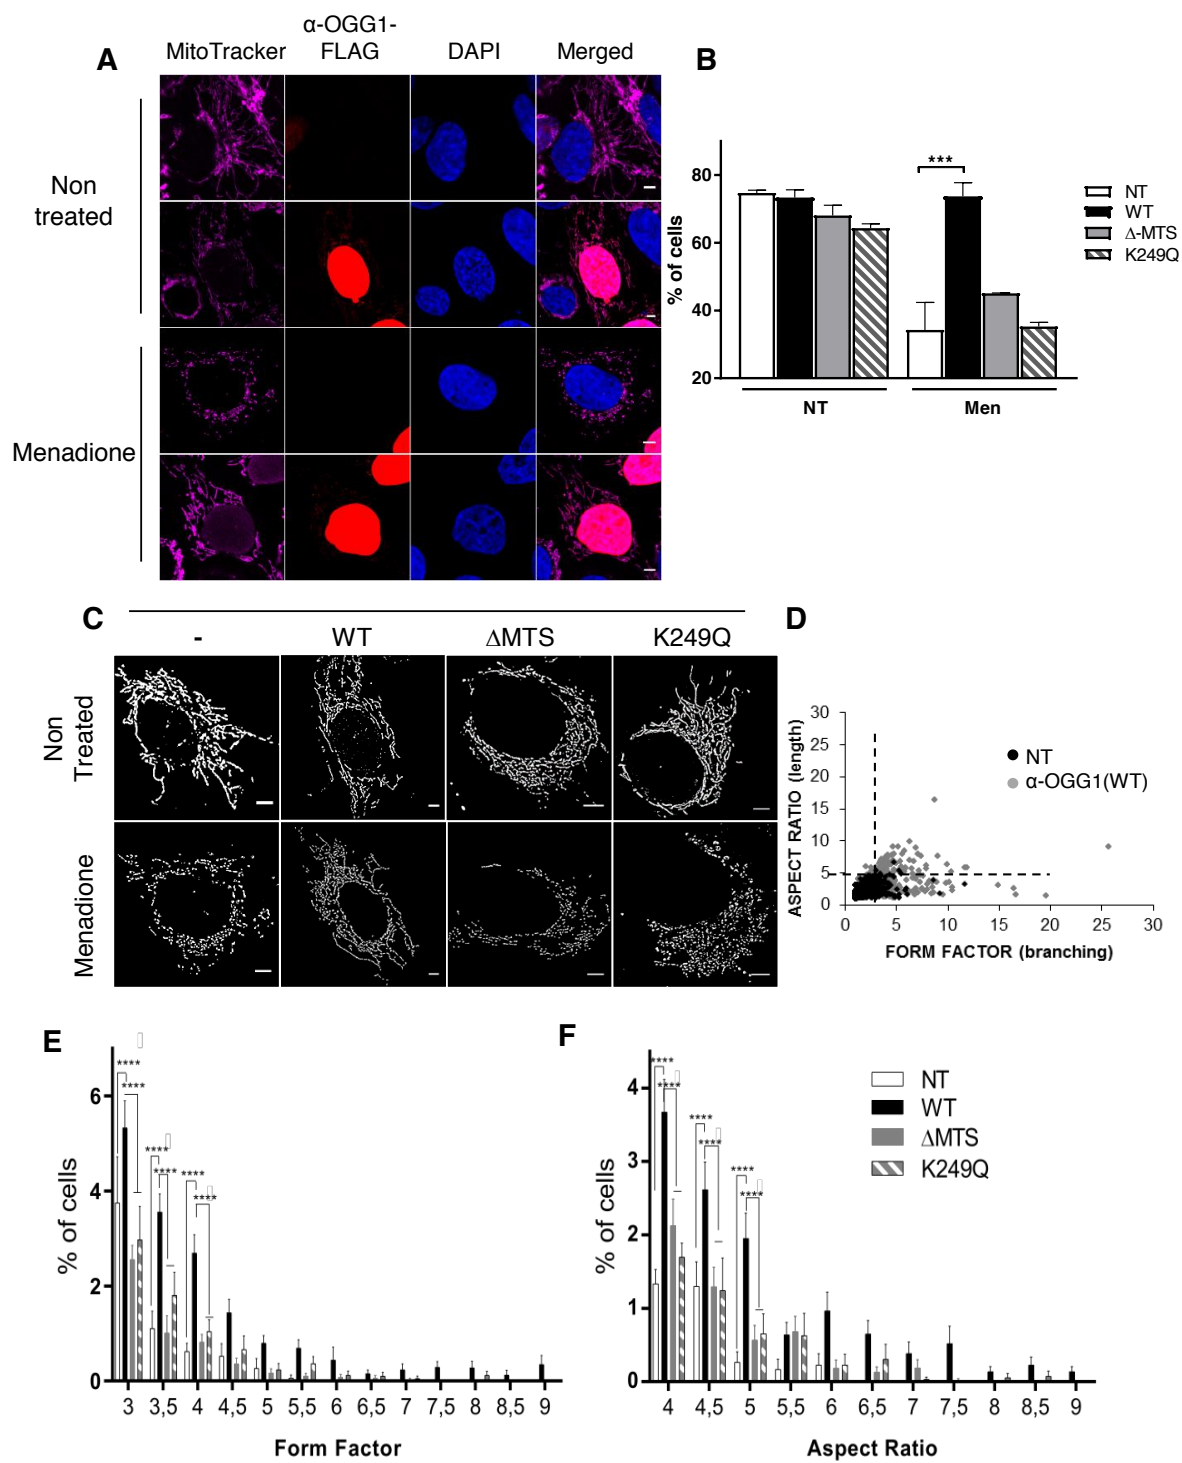 A
MitoTracker
α-OGG1-
FLAG
DAPI
Merged
Non
treated
Menadione
B
% of cells
80
60
40
20
***
NT
Men
NT
WT
Δ-MTS
K249Q
C
-
WT
ΔMTS
K249Q
Non
Treated
Menadione
D
ASPECT RATIO (length)
30
25
20
15
10
5
0
NT
α-OGG1(WT)
0 5 10 15 20 25 30
FORM FACTOR (branching)
E
% of cells
6
4
2
0
****
****
****
****
****
****
3 3,5 4 4,5 5 5,5 6 6,5 7 7,5 8 8,5 9
Form Factor
F
% of cells
4
3
2
1
0
****
****
****
****
****
****
NT
WT
ΔMTS
K249Q
4 4,5 5 5,5 6 6,5 7 7,5 8 8,5 9
Aspect Ratio